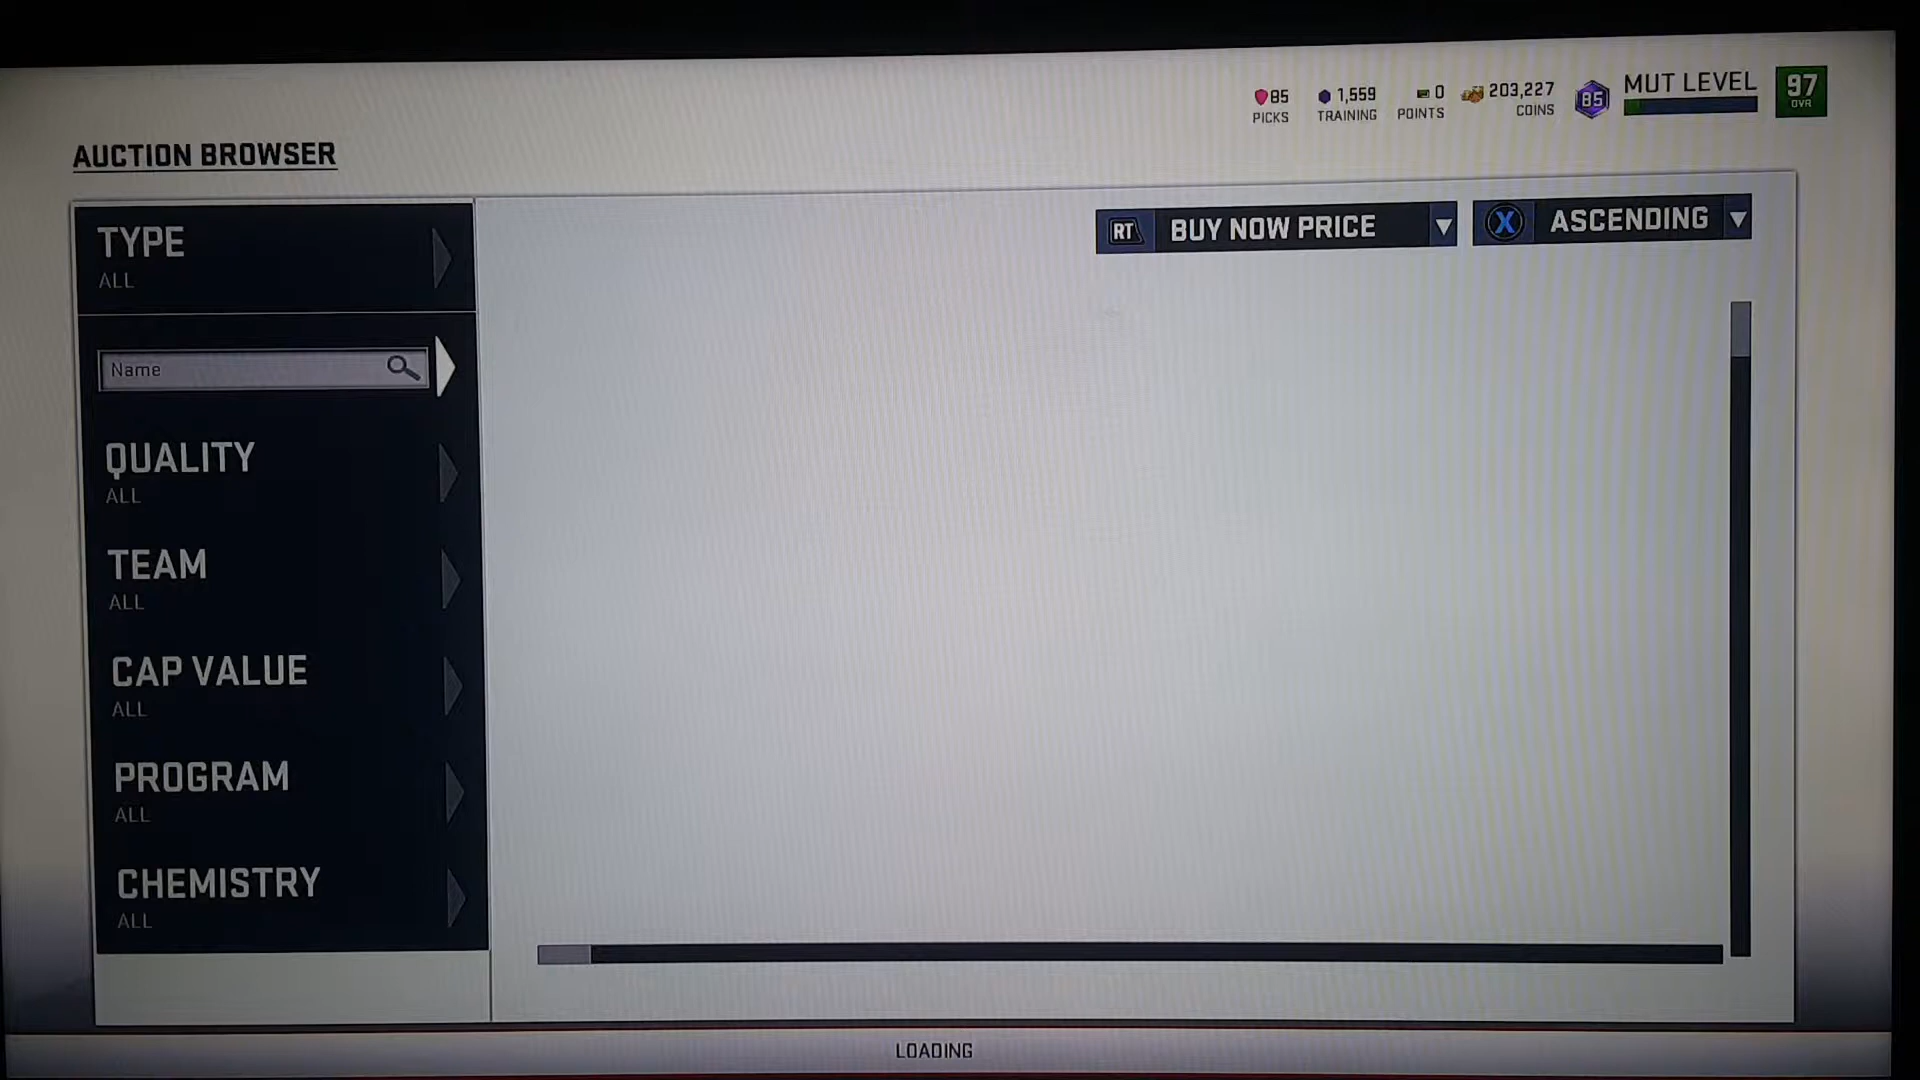 85
PICKS
1,559
TRAINING
0
POINTS
203,227
COINS
85
MUT LEVEL
97
OVR
AUCTION BROWSER
TYPE
ALL
RT BUY NOW PRICE
X ASCENDING
Name
QUALITY
ALL
TEAM
ALL
CAP VALUE
ALL
PROGRAM
ALL
CHEMISTRY
ALL
LOADING